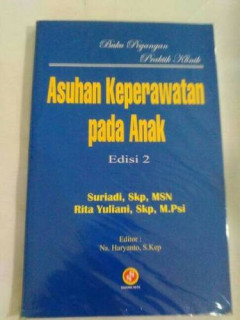 Buku Pegangan
Praktik Klinik
Asuhan Keperawatan
pada Anak
Edisi 2
Suriadi, Skp, MSN
Rita Yuliani, Skp, M.Psi
Editor :
Ns. Haryanto, S.Kep